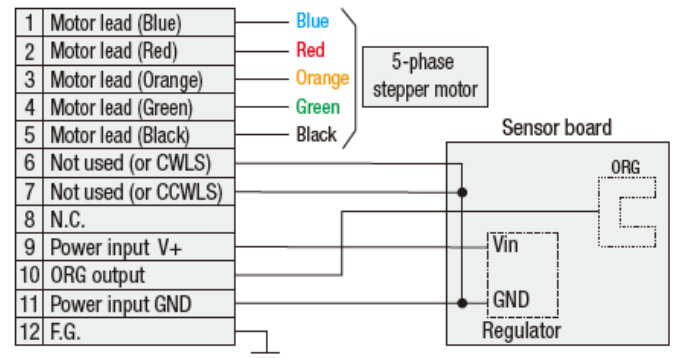 1 Motor lead (Blue)
2 Motor lead (Red)
3 Motor lead (Orange)
4 Motor lead (Green)
5 Motor lead (Black)
6 Not used (or CWLS)
7 Not used (or CCWLS)
8 N.C.
9 Power input V+
10 ORG output
11 Power input GND
12 F.G.
Blue
Red
Orange
Green
Black
5-phase
stepper motor
Sensor board
ORG
Vin
GND
Regulator